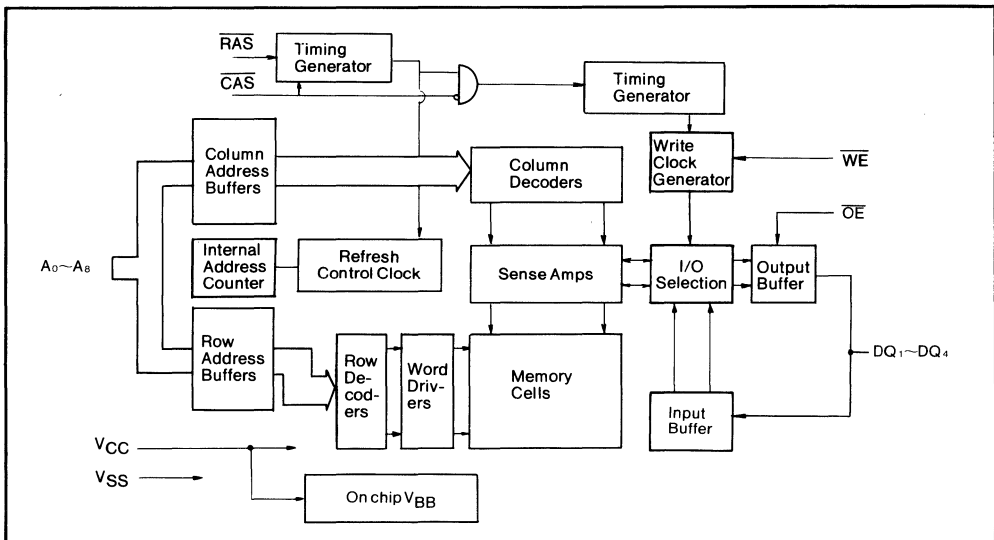 RAS
Timing
Generator
CAS
Timing
Generator
Column
Address
Buffers
Column
Decoders
Write
Clock
Generator
WE
OE
A0~A8
Internal
Address
Counter
Refresh
Control Clock
Sense Amps
I/O
Selection
Output
Buffer
Row
Address
Buffers
Row
De-
cod-
ers
Word
Driv-
ers
Memory
Cells
DQ1~DQ4
Input
Buffer
VCC
VSS
On chip VBB